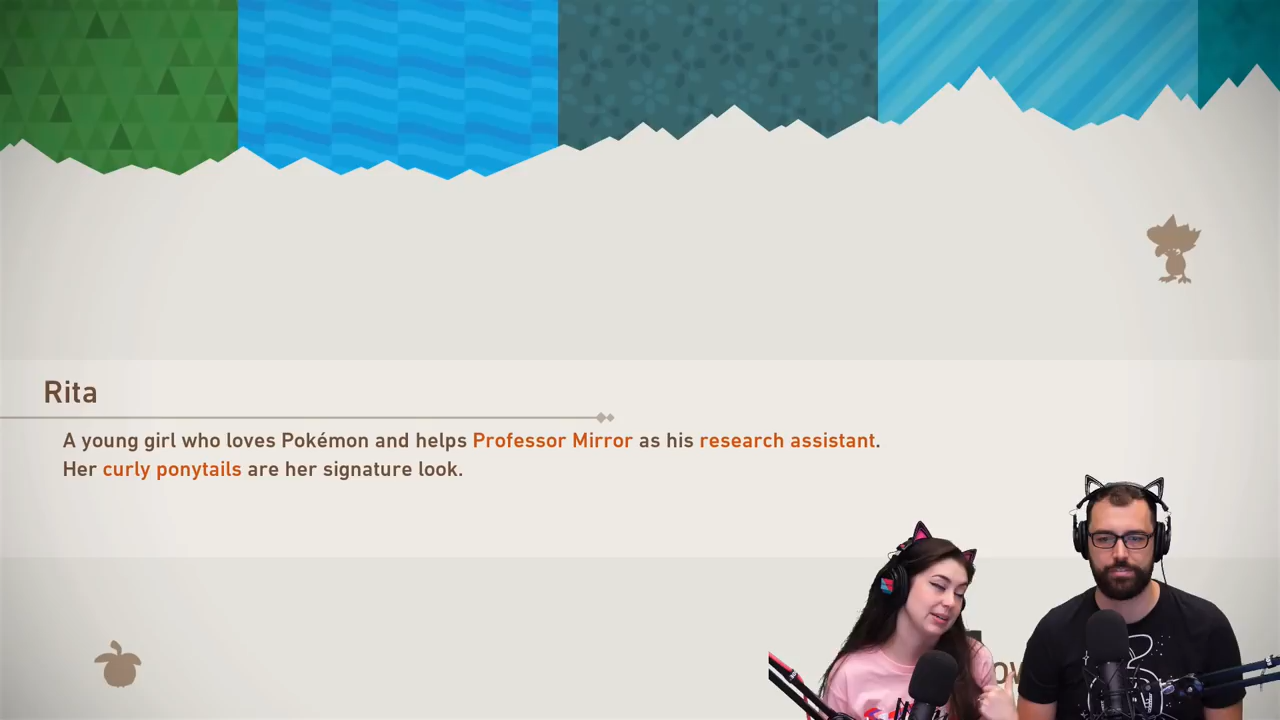 Rita
A young girl who loves Pokémon and helps Professor Mirror as his research assistant.
Her curly ponytails are her signature look.